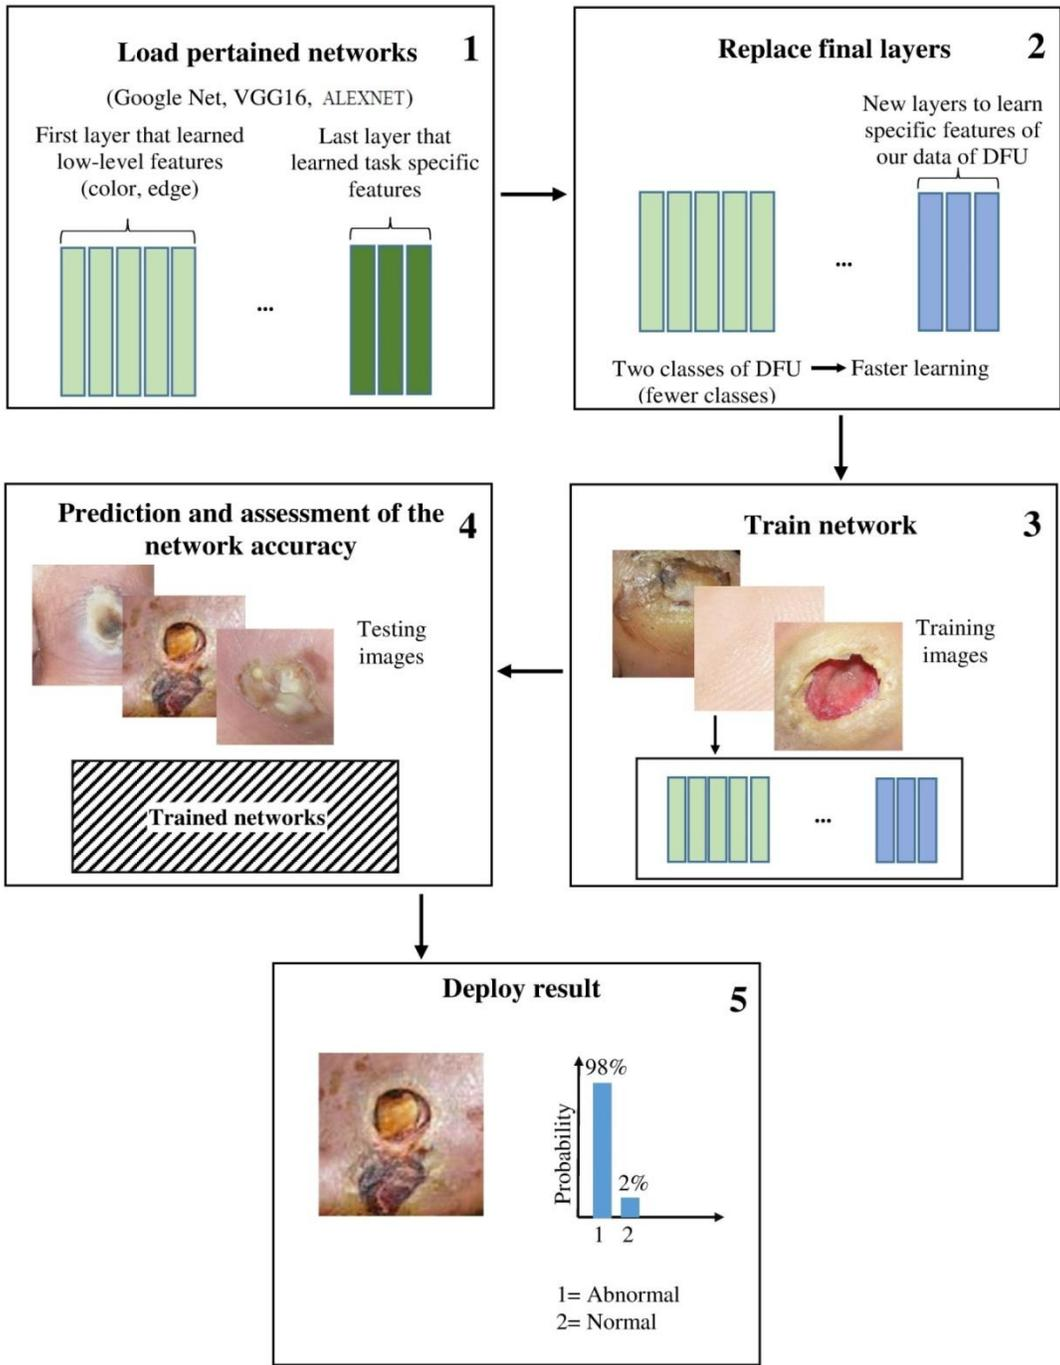 Load pertained networks 1
(Google Net, VGG16, ALEXNET)
First layer that learned
low-level features
(color, edge)
Last layer that
learned task specific
features
...
Replace final layers 2
New layers to learn
specific features of
our data of DFU
...
Two classes of DFU
(fewer classes)
Faster learning
Train network 3
Training
images
...
Prediction and assessment of the
network accuracy
4
Testing
images
Trained networks
Deploy result 5
98%
2%
Probability
1 2
1= Abnormal
2= Normal